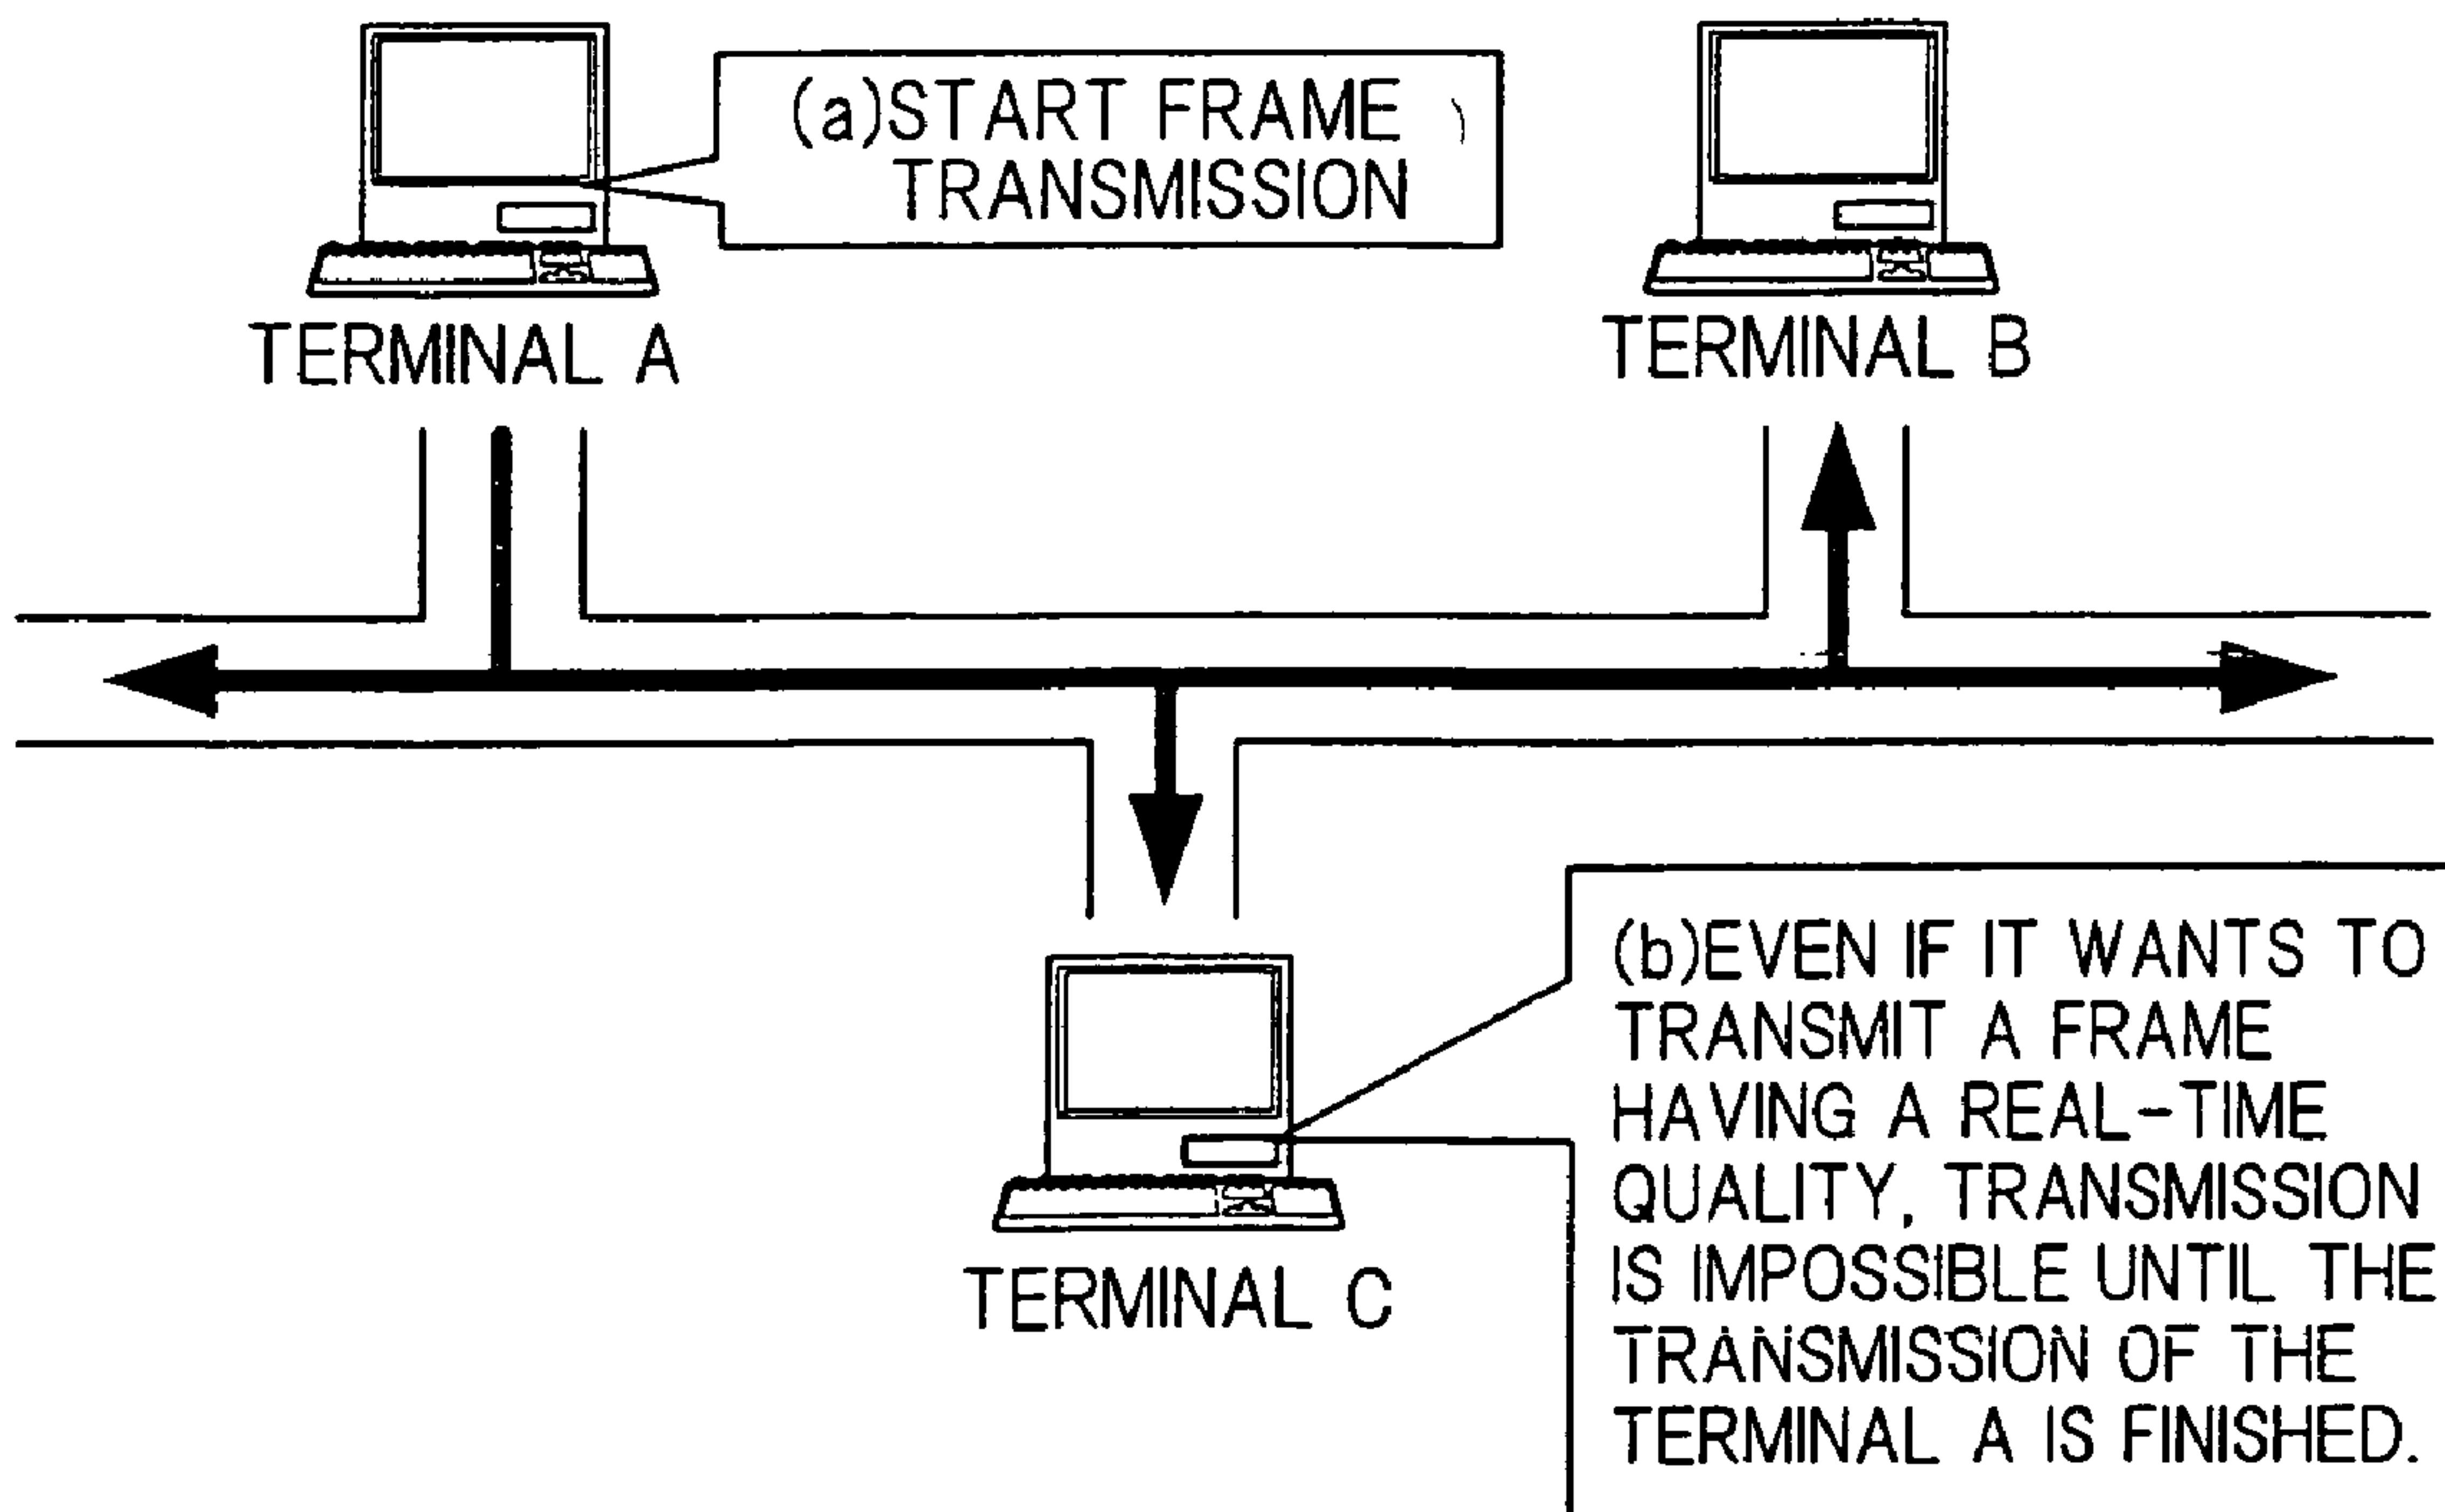 (a)START FRAME
TRANSMISSION
TERMINAL A
TERMINAL B
TERMINAL C
(b)EVEN IF IT WANTS TO
TRANSMIT A FRAME
HAVING A REAL-TIME
QUALITY, TRANSMISSION
IS IMPOSSIBLE UNTIL THE
TRANSMISSION OF THE
TERMINAL A IS FINISHED.